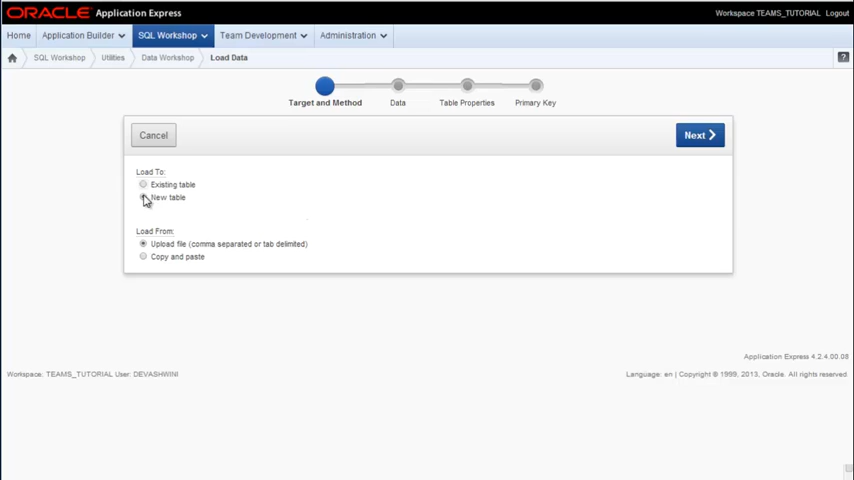 ORACLE Application Express
Workspace TEAMS_TUTORIAL Logout
Home Application Builder SQL Workshop Team Development Administration
SQL Workshop Utilities Data Workshop Load Data ?
Target and Method Data Table Properties Primary Key
Cancel Next
Load To:
Existing table
New table
Load From:
Upload file (comma separated or tab delimited)
Copy and paste
Application Express 4.2.4.00.08
Workspace: TEAMS_TUTORIAL User: DEVASHWINI
Language: en | Copyright © 1999, 2013, Oracle. All rights reserved.